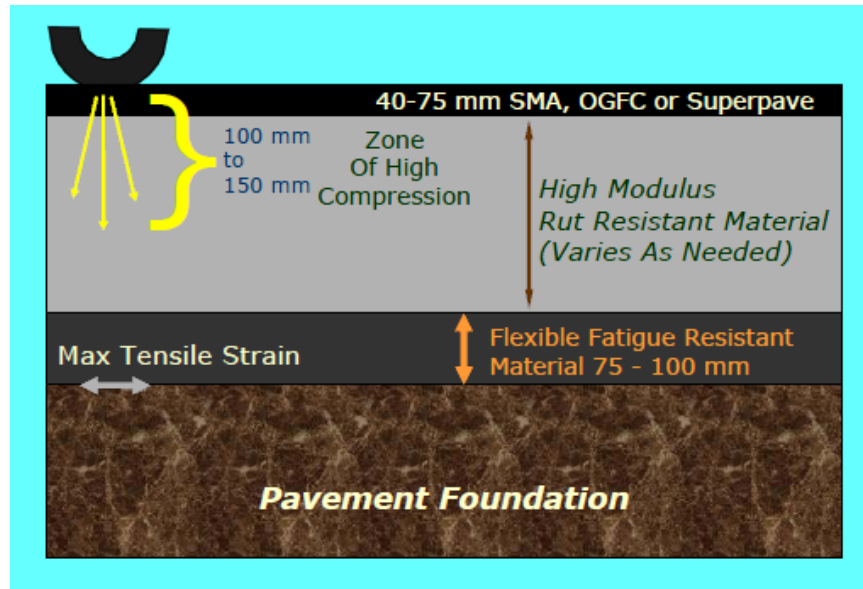 40-75 mm SMA, OGFC or Superpave
100 mm
to
150 mm
Zone
Of High
Compression
High Modulus
Rut Resistant Material
(Varies As Needed)
Max Tensile Strain
Flexible Fatigue Resistant
Material 75 - 100 mm
Pavement Foundation